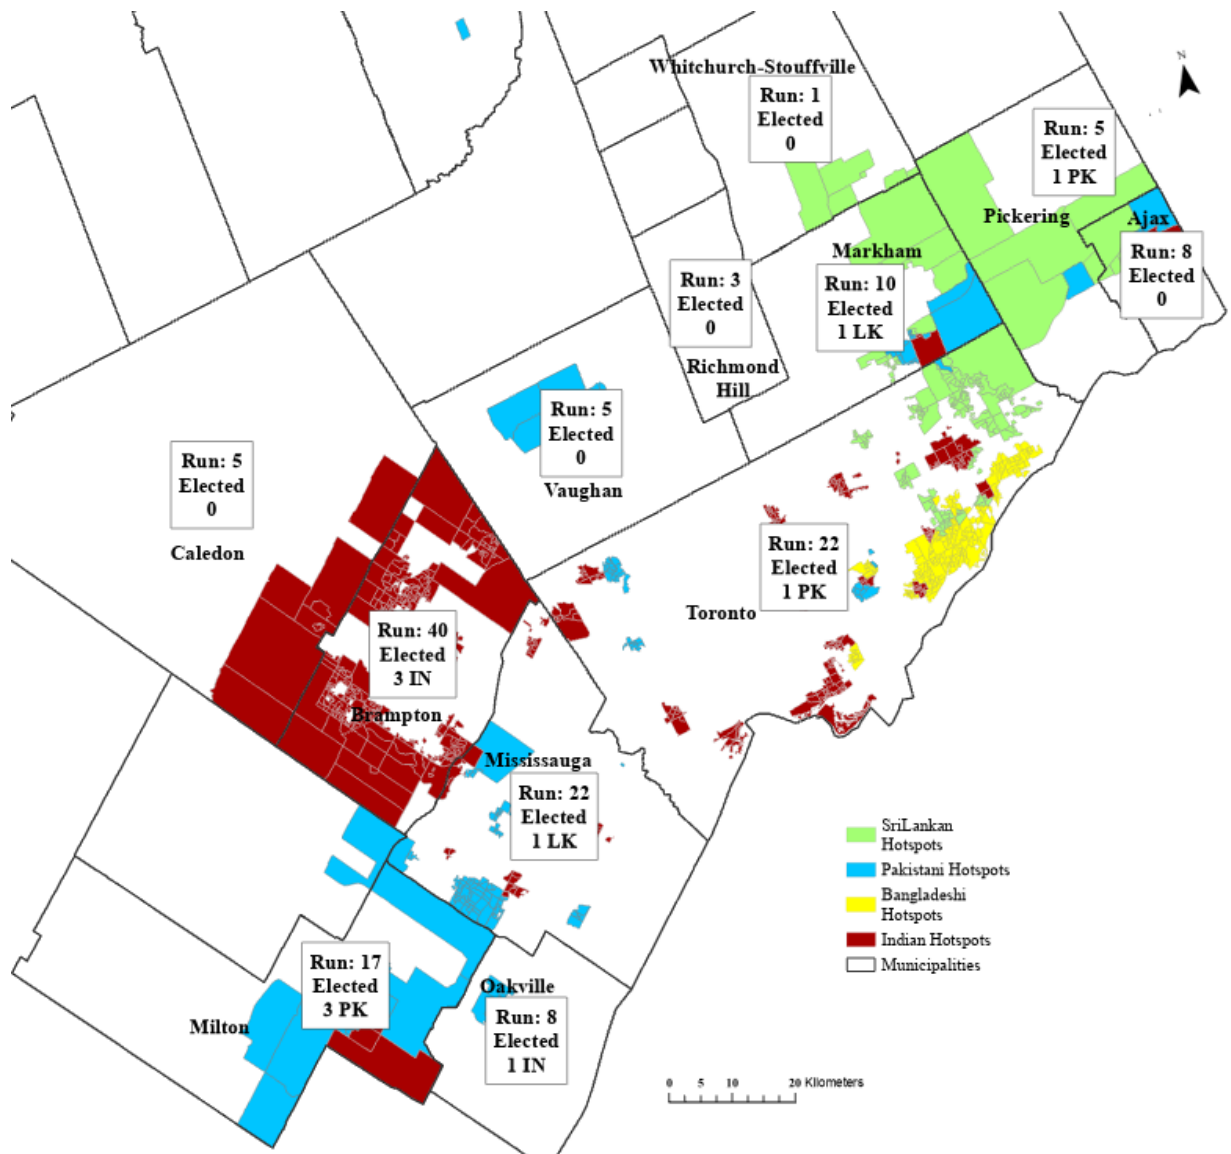 N
Whitchurch-Stouffville
Run: 1
Elected
0
Run: 5
Elected
1 PK
Pickering
Ajax
Run: 8
Elected
0
Markham
Run: 10
Elected
1 LK
Run: 3
Elected
0
Richmond
Hill
Run: 5
Elected
0
Vaughan
Run: 5
Elected
0
Caledon
Run: 22
Elected
1 PK
Toronto
Run: 40
Elected
3 IN
Brampton
Mississauga
Run: 22
Elected
1 LK
SriLankan
Hotspots
Pakistani Hotspots
Bangladeshi
Hotspots
Indian Hotspots
Municipalities
Run: 17
Elected
3 PK
Milton
Oakville
Run: 8
Elected
1 IN
0 5 10 20 Kilometers